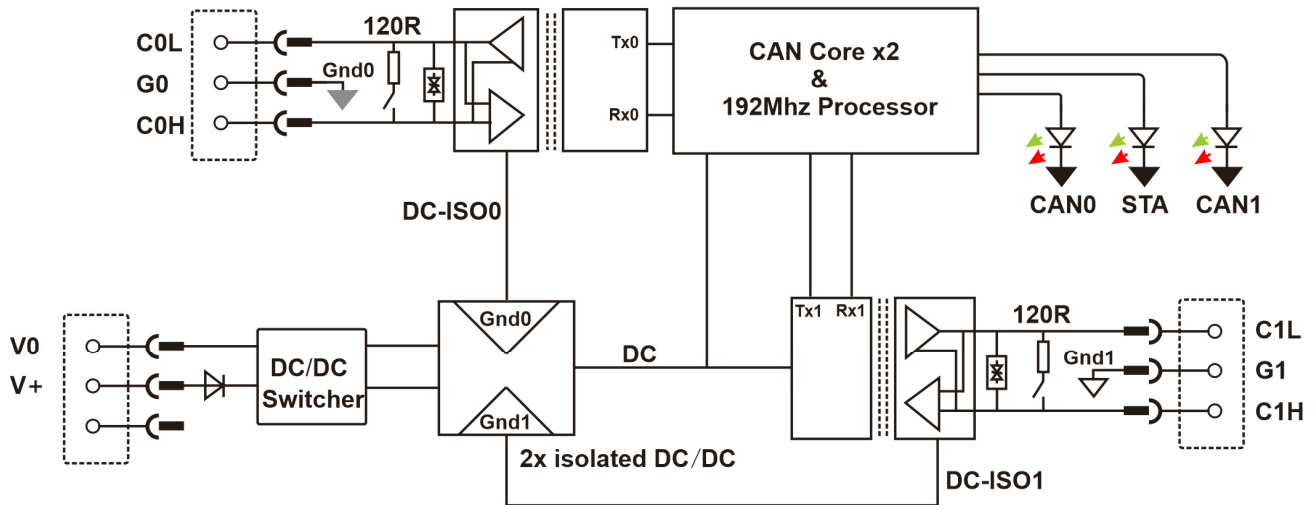 C0L
G0
C0H
120R
Gnd0
Tx0
Rx0
CAN Core x2
&
192Mhz Processor
CAN0
STA
CAN1
DC-ISO0
V0
V+
DC/DC
Switcher
Gnd0
Gnd1
DC
2x isolated DC/DC
Tx1
Rx1
120R
Gnd1
C1L
G1
C1H
DC-ISO1